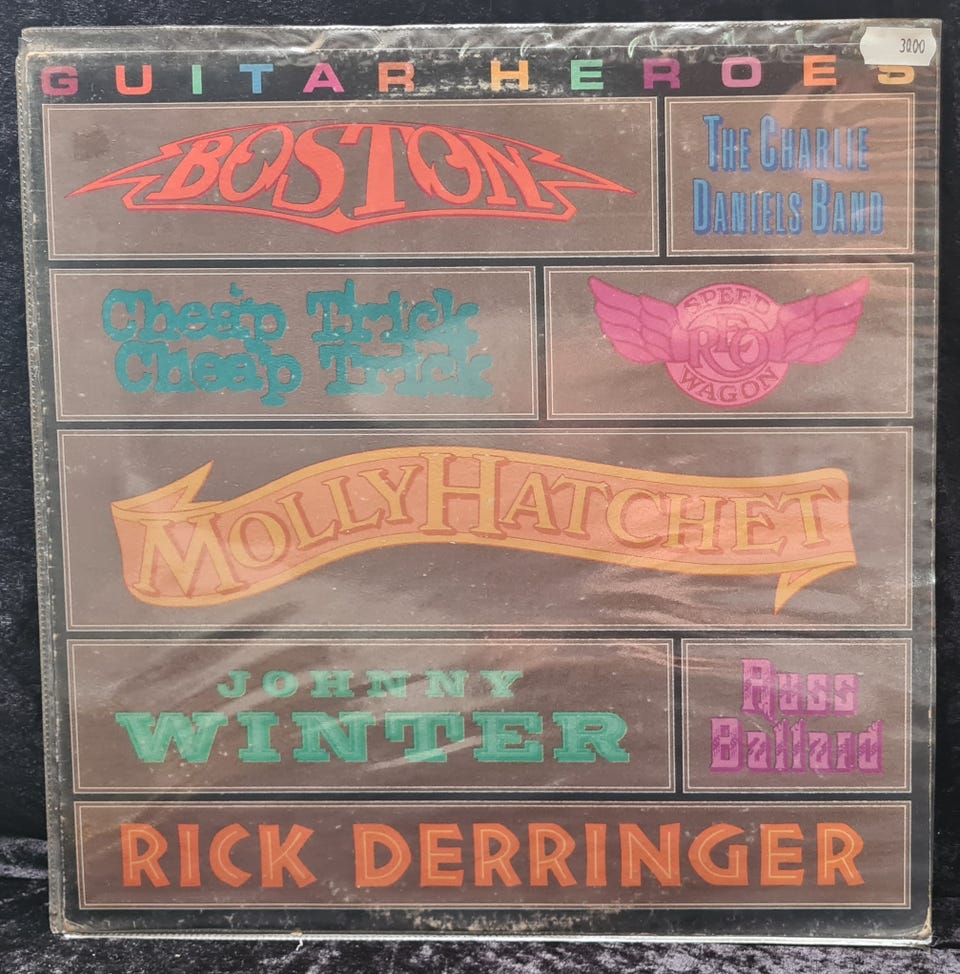 3000
GUITAR HEROES
BOSTON
THE CHARLIE
DANIELS BAND
Cheap Trick
Cheap Trick
SPEED
REO
WAGON
MOLLY HATCHET
JOHNNY
WINTER
Russ
Ballard
RICK DERRINGER